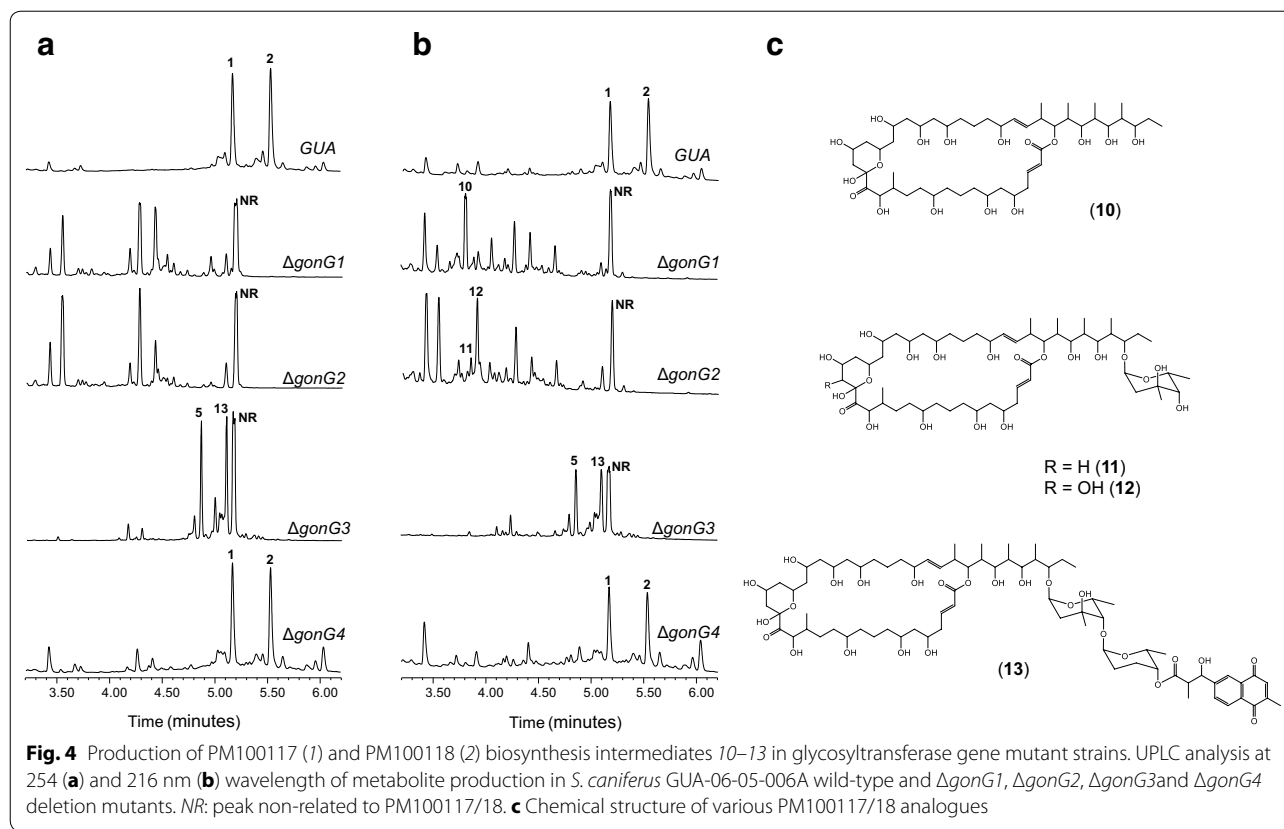 a
b
c
1
2
GUA
NR
ΔgonG1
NR
ΔgonG2
5
13
NR
ΔgonG3
1
2
ΔgonG4
3.50 4.00 4.50 5.00 5.50 6.00
Time (minutes)
1
2
GUA
10
NR
ΔgonG1
12
11
NR
ΔgonG2
5
13
NR
ΔgonG3
1
2
ΔgonG4
3.50 4.00 4.50 5.00 5.50 6.00
Time (minutes)
(10)
R = H (11)
R = OH (12)
(13)
Fig. 4 Production of PM100117 (1) and PM100118 (2) biosynthesis intermediates 10–13 in glycosyltransferase gene mutant strains. UPLC analysis at
254 (a) and 216 nm (b) wavelength of metabolite production in S. caniferus GUA-06-05-006A wild-type and ΔgonG1, ΔgonG2, ΔgonG3and ΔgonG4
deletion mutants. NR: peak non-related to PM100117/18. c Chemical structure of various PM100117/18 analogues